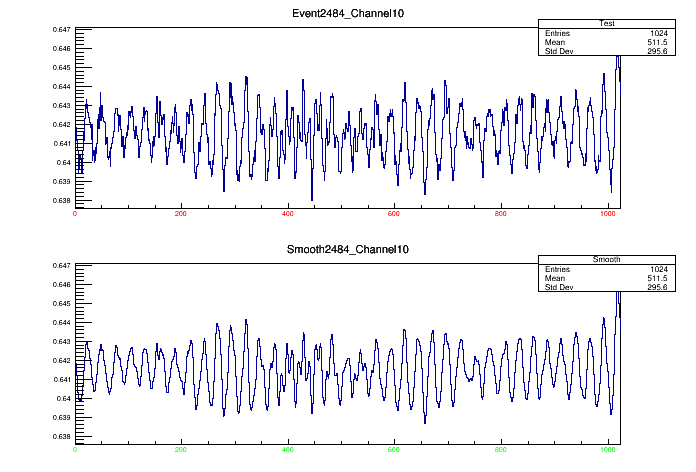 Event2484_Channel10
Test
Entries 1024
Mean 511.5
Std Dev 295.6
0.647
0.646
0.645
0.644
0.643
0.642
0.641
0.64
0.639
0.638
0 200 400 600 800 1000
Smooth2484_Channel10
Smooth
Entries 1024
Mean 511.5
Std Dev 295.6
0.647
0.646
0.645
0.644
0.643
0.642
0.641
0.64
0.639
0.638
0 200 400 600 800 1000